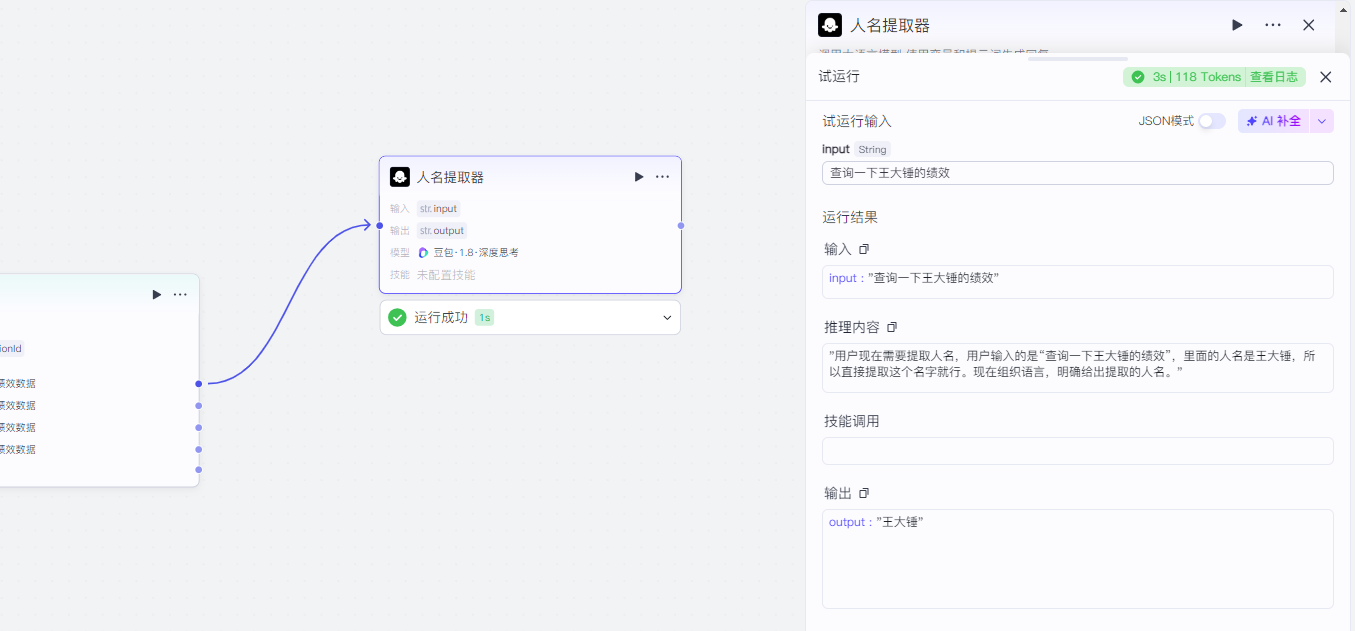 ionId
绩效数据
绩效数据
绩效数据
绩效数据
人名提取器
输入 str. input
输出 str. output
模型 豆包·1.8·深度思考
技能 未配置技能
运行成功 1s
人名提取器
试运行
3s | 118 Tokens 查看日志
试运行输入
JSON模式
AI 补全
input String
查询一下王大锤的绩效
运行结果
输入
input : "查询一下王大锤的绩效"
推理内容
"用户现在需要提取人名，用户输入的是“查询一下王大锤的绩效”，里面的人名是王大锤，所
以直接提取这个名字就行。现在组织语言，明确给出提取的人名。"
技能调用
输出
output : "王大锤"